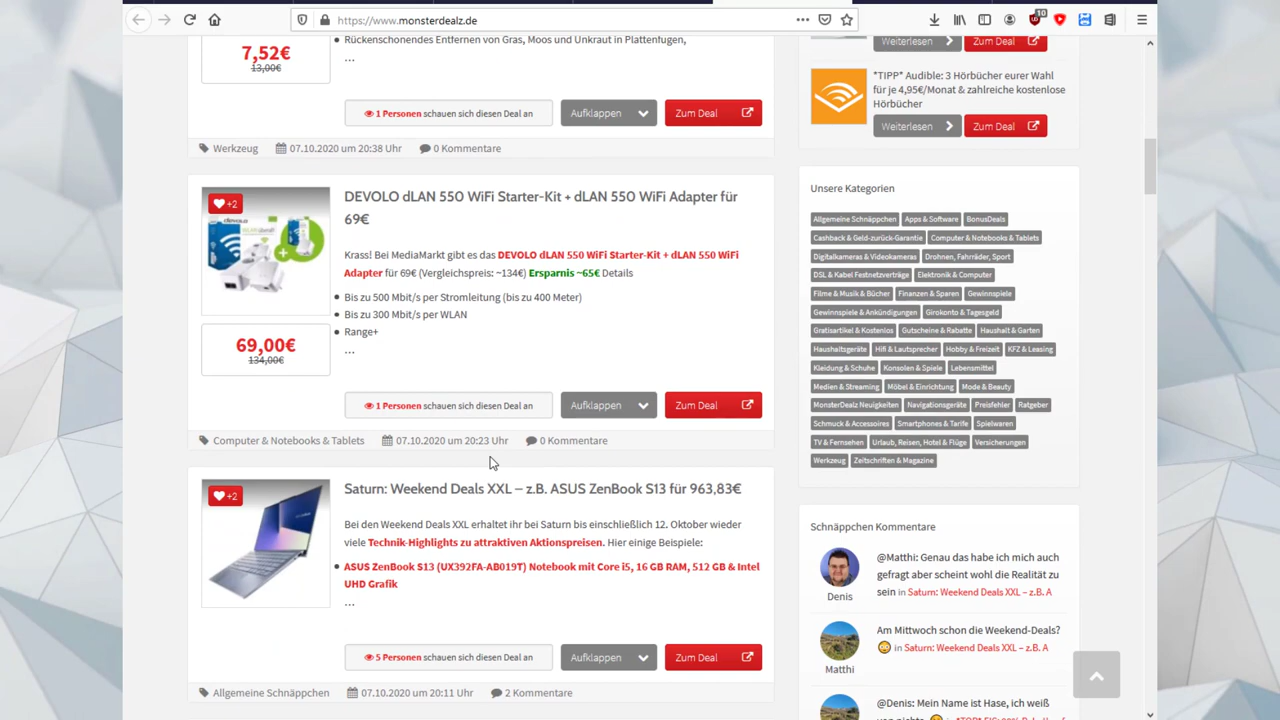 https://www.monsterdealz.de
10
7,52€
13,00€
Rückenschonendes Entfernen von Gras, Moos und Unkraut in Plattenfugen,
...
1 Personen schauen sich diesen Deal an
Aufklappen
Zum Deal
Werkzeug
07.10.2020 um 20:38 Uhr
0 Kommentare
+2
DEVOLO dLAN 550 WiFi Starter-Kit + dLAN 550 WiFi Adapter für
69€
Krass! Bei MediaMarkt gibt es das DEVOLO dLAN 550 WiFi Starter-Kit + dLAN 550 WiFi
Adapter für 69€ (Vergleichspreis: ~134€) Ersparnis ~65€ Details
Bis zu 500 Mbit/s per Stromleitung (bis zu 400 Meter)
Bis zu 300 Mbit/s per WLAN
Range+
...
69,00€
134,00€
1 Personen schauen sich diesen Deal an
Aufklappen
Zum Deal
Computer & Notebooks & Tablets
07.10.2020 um 20:23 Uhr
0 Kommentare
+2
Saturn: Weekend Deals XXL – z.B. ASUS ZenBook S13 für 963,83€
Bei den Weekend Deals XXL erhaltet ihr bei Saturn bis einschließlich 12. Oktober wieder
viele Technik-Highlights zu attraktiven Aktionspreisen. Hier einige Beispiele:
ASUS ZenBook S13 (UX392FA-AB019T) Notebook mit Core i5, 16 GB RAM, 512 GB & Intel
UHD Grafik
...
5 Personen schauen sich diesen Deal an
Aufklappen
Zum Deal
Allgemeine Schnäppchen
07.10.2020 um 20:11 Uhr
2 Kommentare
Weiterlesen
Zum Deal
*TIPP* Audible: 3 Hörbücher eurer Wahl
für je 4,95€/Monat & zahlreiche kostenlose
Hörbücher
Weiterlesen
Zum Deal
Unsere Kategorien
Allgemeine Schnäppchen Apps & Software BonusDeals
Cashback & Geld-zurück-Garantie Computer & Notebooks & Tablets
Digitalkameras & Videokameras Drohnen, Fahrräder, Sport
DSL & Kabel Festnetzverträge Elektronik & Computer
Filme & Musik & Bücher Finanzen & Sparen Gewinnspiele
Gewinnspiele & Ankündigungen Girokonto & Tagesgeld
Gratisartikel & Kostenlos Gutscheine & Rabatte Haushalt & Garten
Haushaltsgeräte Hifi & Lautsprecher Hobby & Freizeit KFZ & Leasing
Kleidung & Schuhe Konsolen & Spiele Lebensmittel
Medien & Streaming Möbel & Einrichtung Mode & Beauty
MonsterDealz Neuigkeiten Navigationsgeräte Preisfehler Ratgeber
Schmuck & Accessoires Smartphones & Tarife Spielwaren
TV & Fernsehen Urlaub, Reisen, Hotel & Flüge Versicherungen
Werkzeug Zeitschriften & Magazine
Schnäppchen Kommentare
@Matthi: Genau das habe ich mich auch
gefragt aber scheint wohl die Realität zu
sein in Saturn: Weekend Deals XXL – z.B. A
Denis
Am Mittwoch schon die Weekend-Deals?
in Saturn: Weekend Deals XXL – z.B. A
Matthi
@Denis: Mein Name ist Hase, ich weiß